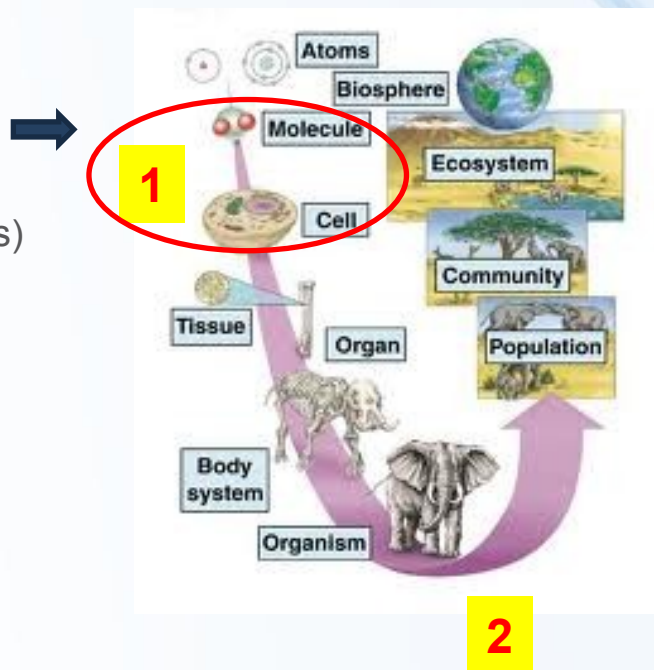 Atoms
Biosphere
Molecule
1
Ecosystem
Cell
s)
Community
Tissue
Organ
Population
Body
system
Organism
2